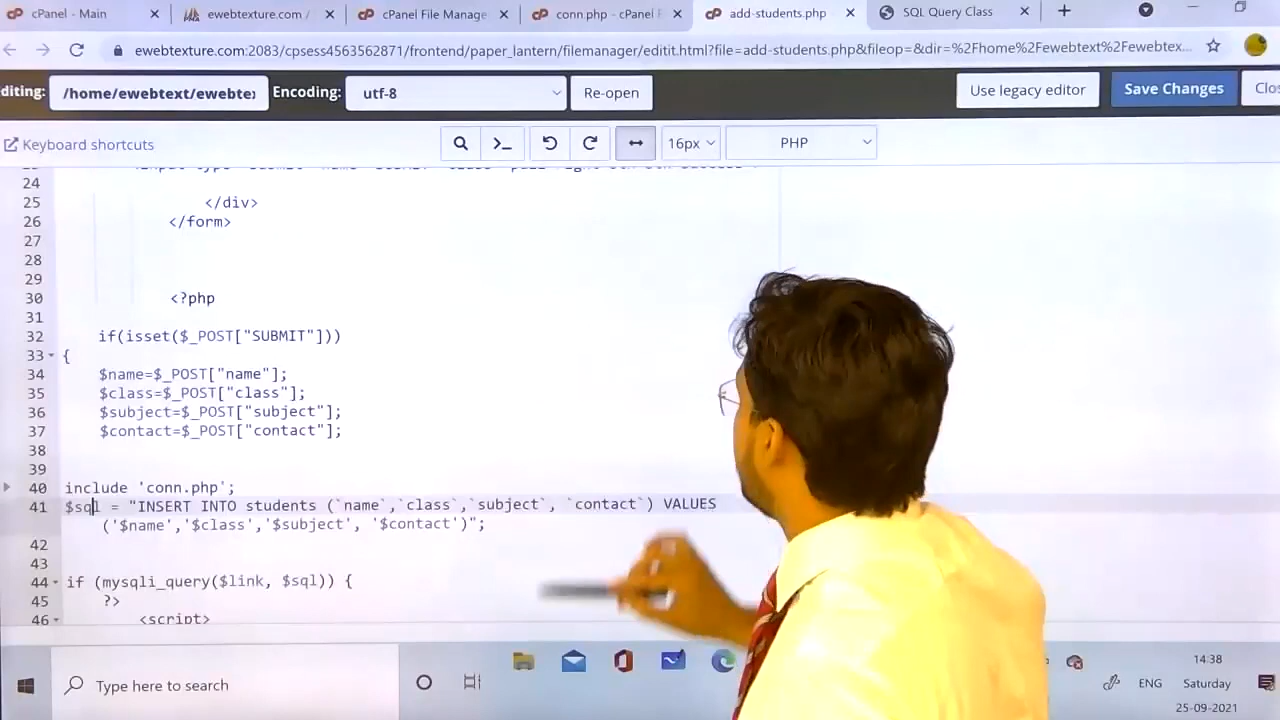 cPanel - Main
ewebtexture.com /
cPanel File Manage
conn.php - cPanel F
add-students.php
SQL Query Class
ewebtexture.com:2083/cpsess4563562871/frontend/paper_lantern/filemanager/editit.html?file=add-students.php&fileop=&dir=%2Fhome%2Fewebtext%2Fewebtex...
diting: /home/ewebtext/ewebte Encoding: utf-8 Re-open Use legacy editor Save Changes Clo
Keyboard shortcuts 16px PHP
24
25 </div>
26 </form>
27
28
29
30 <?php
31
32 if(isset($_POST["SUBMIT"]))
33 {
34 $name=$_POST["name"];
35 $class=$_POST["class"];
36 $subject=$_POST["subject"];
37 $contact=$_POST["contact"];
38
39
40 include 'conn.php';
41 $sql = "INSERT INTO students (`name`,`class`,`subject`, `contact`) VALUES
('$name','$class','$subject', '$contact')";
42
43
44 if (mysqli_query($link, $sql)) {
45 ?>
46 <script>
Type here to search
ENG
14:38
Saturday
25-09-2021